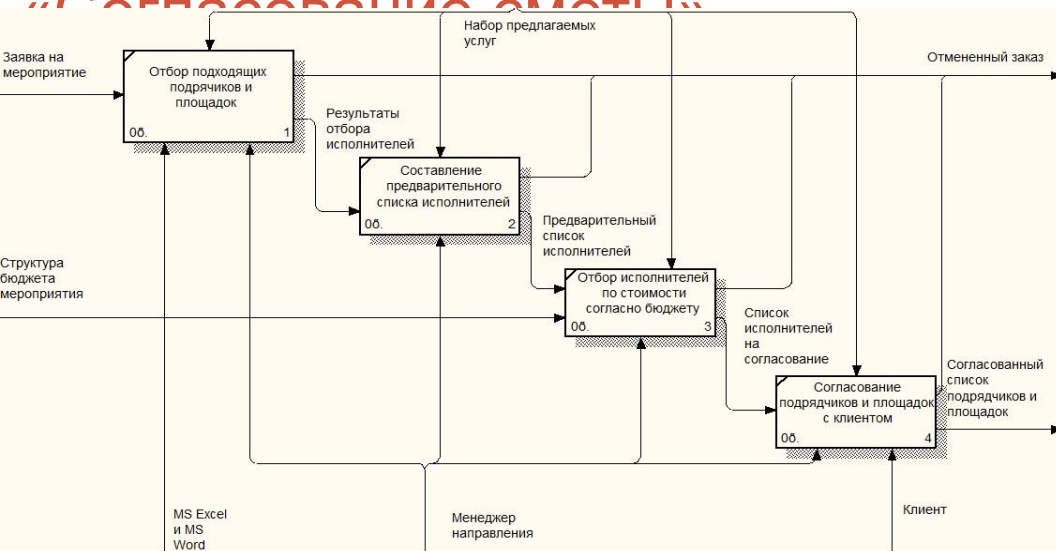 «Согласование сметы»
Набор предлагаемых
услуг
Заявка на
мероприятие
Отмененный заказ
Отбор подходящих
подрячиков и
площадок
0б.
1
Результаты
отбора
исполнителей
Составление
предварительного
списка исполнителей
0б.
2
Предварительный
список
исполнителей
Структура
бюджета
мероприятия
Отбор исполнителей
по стоимости
согласно бюджету
0б.
3
Список
исполнителей
на
согласование
Согласованный
список
подрядчиков и
площадок
Согласование
подрядчиков и площадок
с клиентом
0б.
4
MS Excel
и MS
Word
Менеджер
направления
Клиент